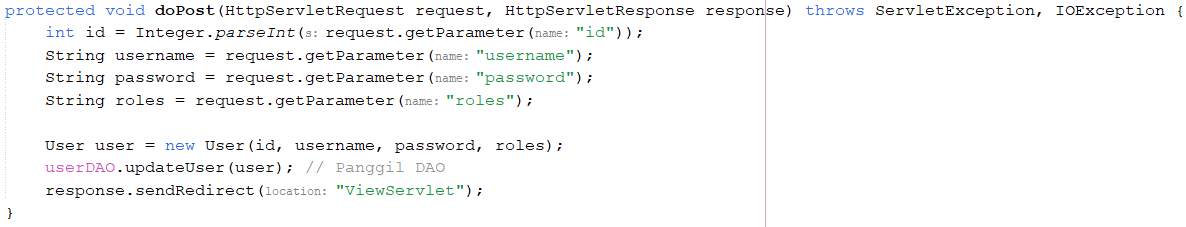 protected void doPost(HttpServletRequest request, HttpServletResponse response) throws ServletException, IOException {
    int id = Integer.parseInt(s: request.getParameter(name: "id"));
    String username = request.getParameter(name: "username");
    String password = request.getParameter(name: "password");
    String roles = request.getParameter(name: "roles");

    User user = new User(id, username, password, roles);
    userDAO.updateUser(user); // Panggil DAO
    response.sendRedirect(location: "ViewServlet");
}